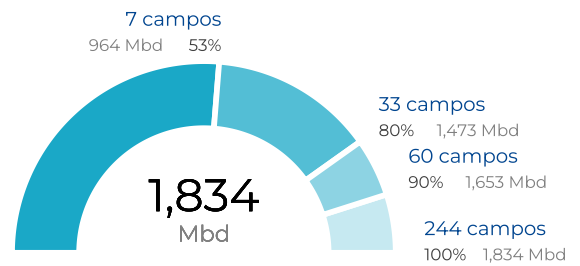 7 campos
964 Mbd 53%
33 campos
80% 1,473 Mbd
60 campos
90% 1,653 Mbd
1,834
Mbd
244 campos
100% 1,834 Mbd